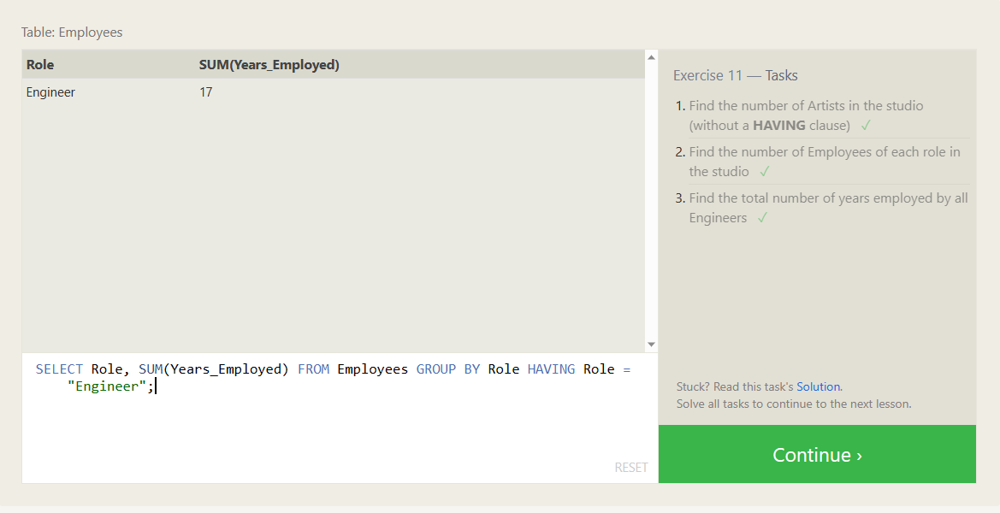 Table: Employees
Role SUM(Years_Employed)
Engineer 17
SELECT Role, SUM(Years_Employed) FROM Employees GROUP BY Role HAVING Role =
"Engineer";
RESET
Exercise 11 — Tasks
1. Find the number of Artists in the studio
(without a HAVING clause) ✓
2. Find the number of Employees of each role in
the studio ✓
3. Find the total number of years employed by all
Engineers ✓
Stuck? Read this task's Solution.
Solve all tasks to continue to the next lesson.
Continue ›